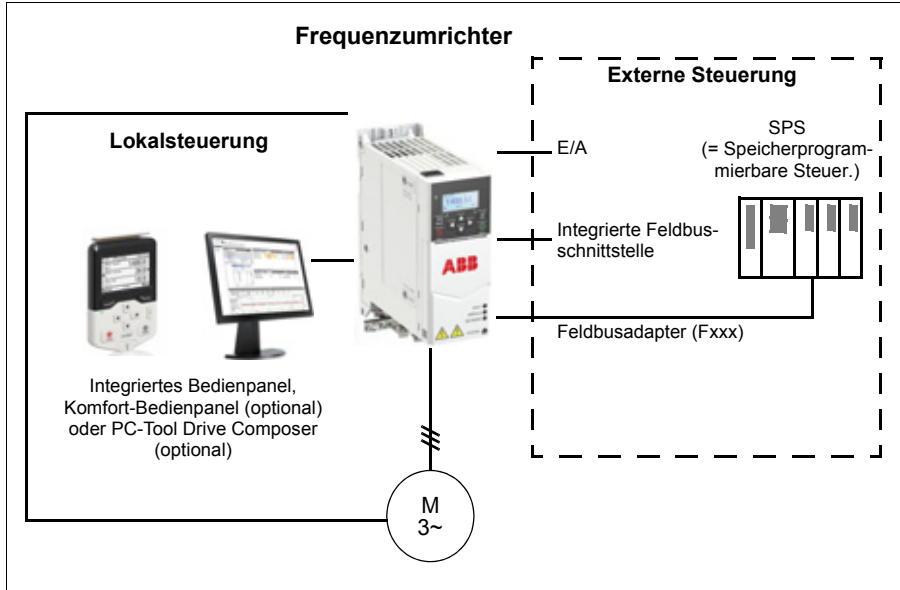 Frequenzumrichter
Externe Steuerung
Lokalsteuerung
SPS
(= Speicherprogram-
mierbare Steuer.)
E/A
Integrierte Feldbus-
schnittstelle
ABB
Feldbusadapter (Fxxx)
Integriertes Bedienpanel,
Komfort-Bedienpanel (optional)
oder PC-Tool Drive Composer
(optional)
M
3~